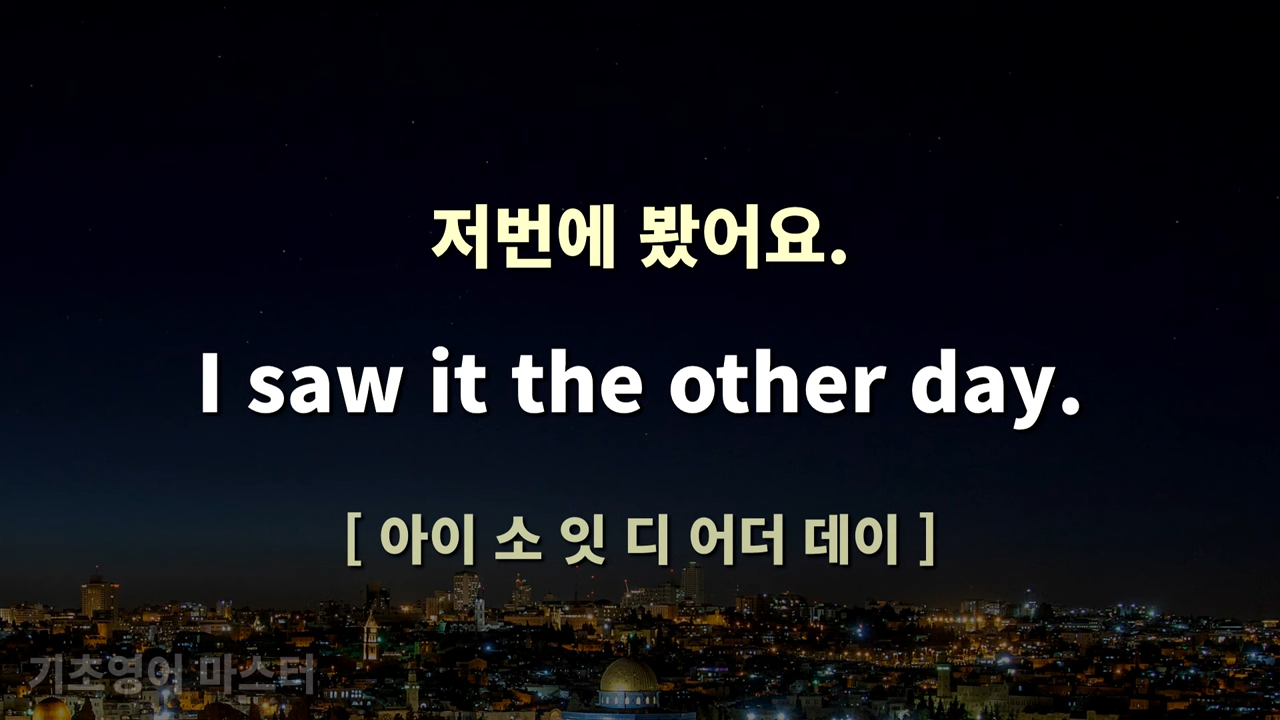 저번에 봤어요.
I saw it the other day.
[ 아이 소 잇 디 어더 데이 ]
기초영어 마스터